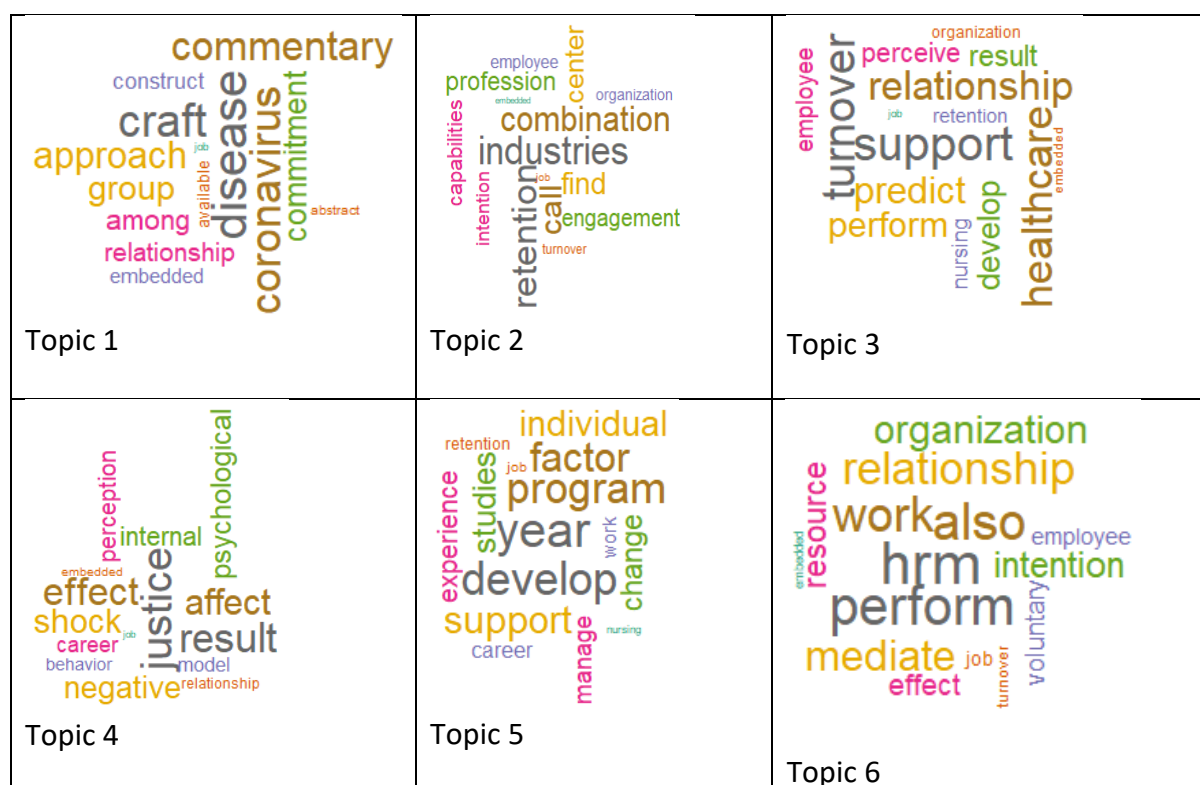 commentary
construct
disease
coronavirus
commitment
craft
approach
job
group
available
among
abstract
relationship
embedded
Topic 1
center
employee
profession
embedded
organization
capabilities
combination
industries
retention
job
find
intention
call
engagement
turnover
Topic 2
organization
employee
turnover
perceive
result
relationship
job
retention
healthcare
embedded
support
predict
develop
perform
nursing
Topic 3
psychological
perception
internal
justice
embedded
effect
affect
shock
job
result
career
behavior
model
negative
relationship
Topic 4
individual
retention
factor
job
experience
studies
program
year
work
change
develop
support
nursing
career
manage
Topic 5
organization
relationship
resource
work
also
embedded
employee
hrm
intention
perform
voluntary
mediate
job
turnover
effect
Topic 6